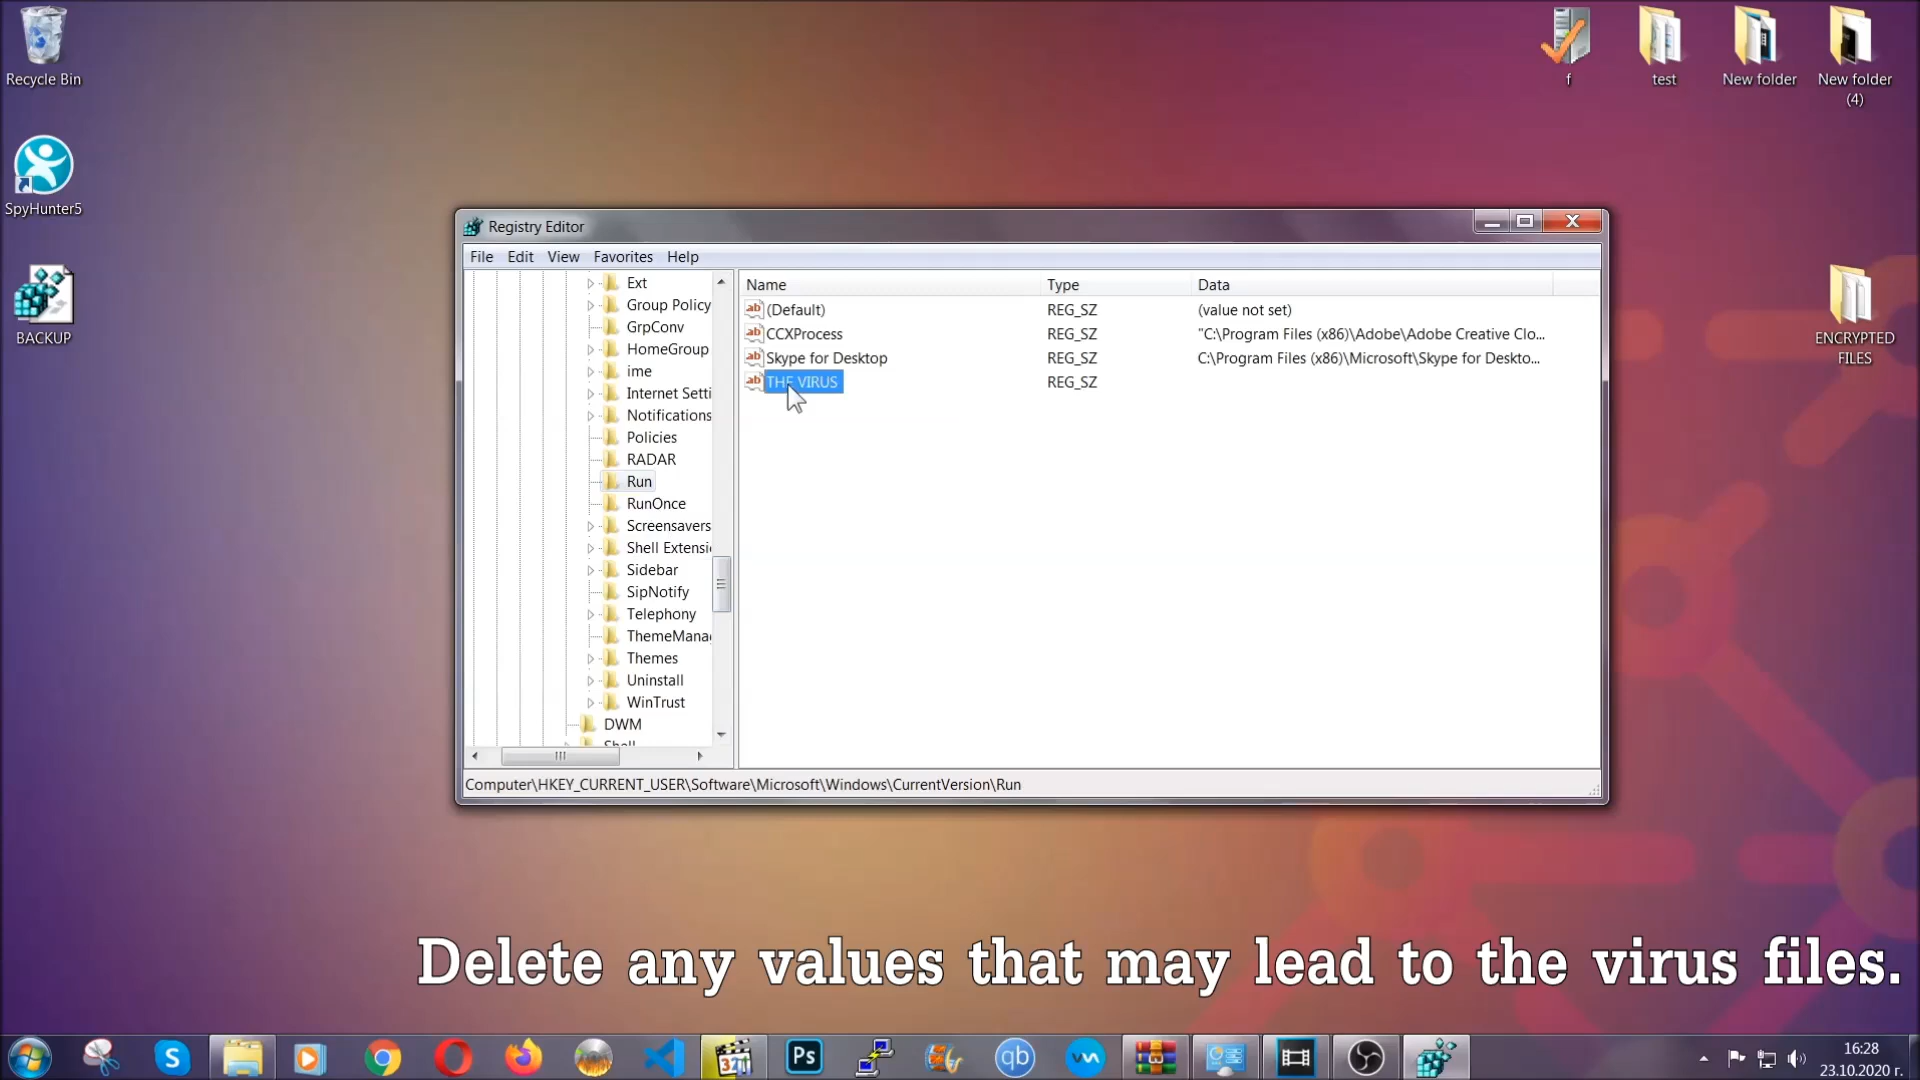 Recycle Bin
SpyHunter5
BACKUP
f
test
New folder
New folder
(4)
ENCRYPTED
FILES
Registry Editor
File Edit View Favorites Help
Ext
Group Policy
GrpConv
HomeGroup
ime
Internet Setti
Notifications
Policies
RADAR
Run
RunOnce
Screensavers
Shell Extensi
Sidebar
SipNotify
Telephony
ThemeManag
Themes
Uninstall
WinTrust
DWM
Shell
Name Type Data
(Default) REG_SZ (value not set)
CCXProcess REG_SZ "C:\Program Files (x86)\Adobe\Adobe Creative Clo...
Skype for Desktop REG_SZ C:\Program Files (x86)\Microsoft\Skype for Deskto...
THE VIRUS REG_SZ
Computer\HKEY_CURRENT_USER\Software\Microsoft\Windows\CurrentVersion\Run
Delete any values that may lead to the virus files.
S
321
Ps
qb
16:28
23.10.2020 г.